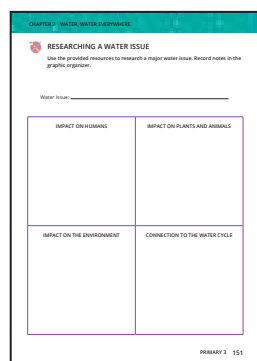 CHAPTER 2 WATER, WATER EVERYWHERE
RESEARCHING A WATER ISSUE
Use the provided resources to research a major water issue. Record notes in the
graphic organizer.
Water Issue:
IMPACT ON HUMANS
IMPACT ON PLANTS AND ANIMALS
IMPACT ON THE ENVIRONMENT
CONNECTION TO THE WATER CYCLE
PRIMARY 3 151